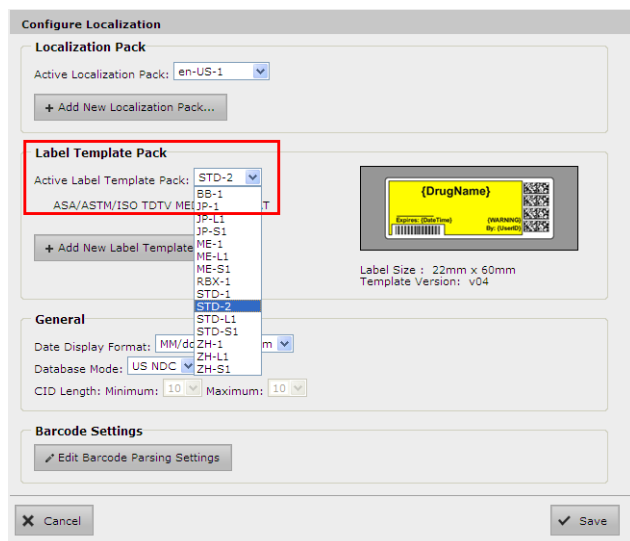 Configure Localization
Localization Pack
Active Localization Pack: en-US-1
+ Add New Localization Pack...
Label Template Pack
Active Label Template Pack: STD-2
BB-1
ASA/ASTM/ISO TDTV
JP-1
JP-L1
JP-S1
+ Add New Label Template
ME-1
ME-L1
ME-S1
RBX-1
STD-1
STD-2
STD-L1
STD-S1
ZH-1
ZH-L1
ZH-S1
{DrugName}
Expires: {DateTime} {WARNING}
By: {UserID}
Label Size : 22mm x 60mm
Template Version: v04
General
Date Display Format: MM/
Database Mode: US NDC
CID Length: Minimum: 10 Maximum: 10
Barcode Settings
Edit Barcode Parsing Settings
Cancel
Save